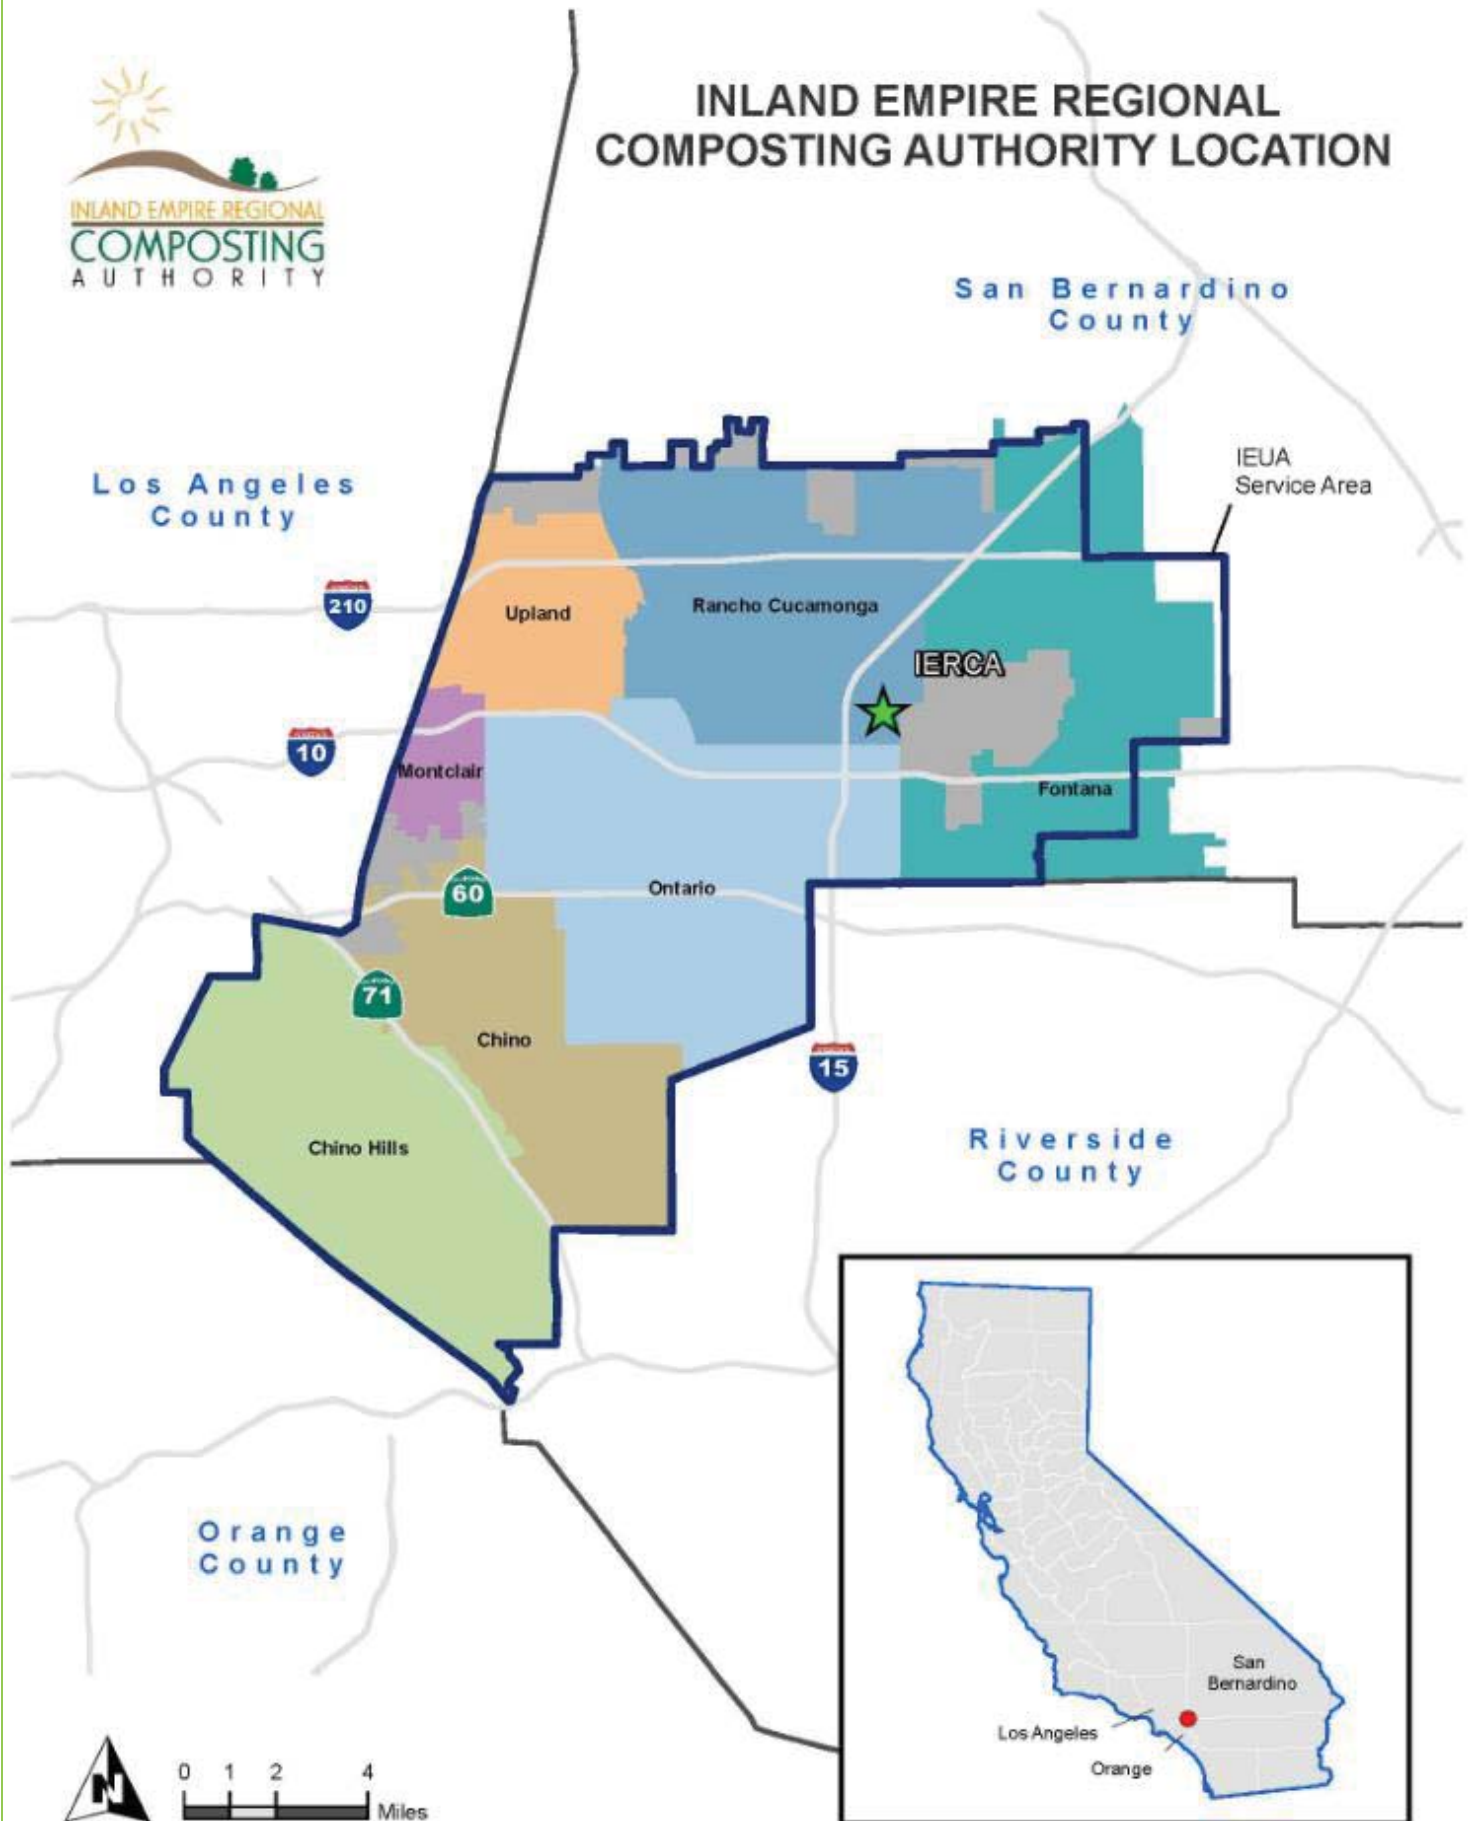 INLAND EMPIRE REGIONAL
COMPOSTING AUTHORITY LOCATION
INLAND EMPIRE REGIONAL
COMPOSTING
AUTHORITY
San Bernardino
County
Los Angeles
County
IEUA
Service Area
210
Upland
Rancho Cucamonga
IERCA
10
Montclair
Fontana
60
Ontario
71
Chino
15
Chino Hills
Riverside
County
Orange
County
San
Bernardino
Los Angeles
Orange
N
0 1 2 4
Miles